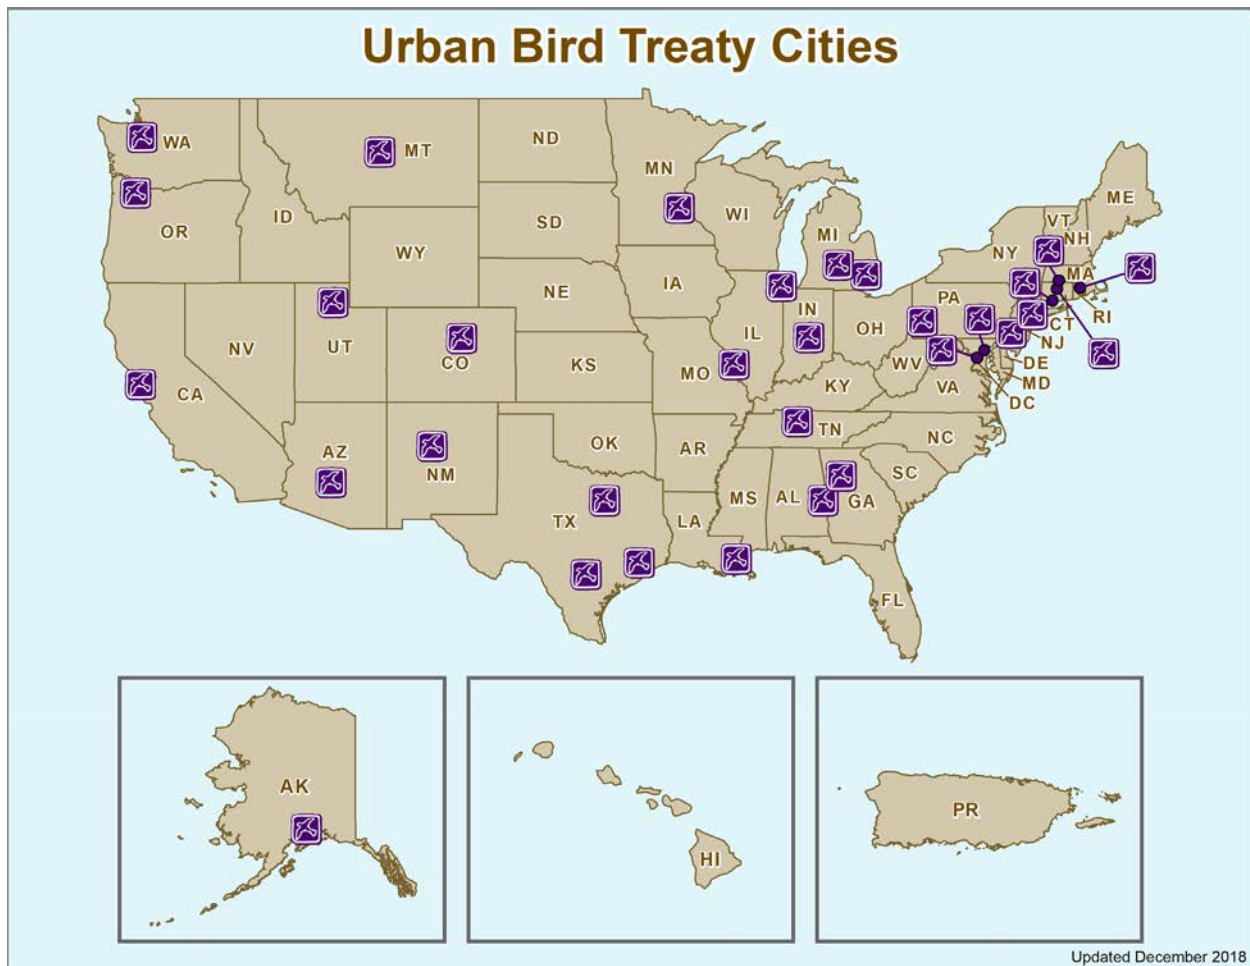 Urban Bird Treaty Cities
WA
MT
ND
MN
ME
VT
NH
OR
ID
SD
WI
MI
NY
MA
WY
IA
NE
PA
RI
CT
NV
UT
CO
KS
MO
IL
IN
OH
NJ
WV
VA
DE
MD
DC
CA
KY
AZ
NM
OK
AR
TN
NC
SC
TX
LA
MS
AL
GA
FL
AK
HI
PR
Updated December 2018